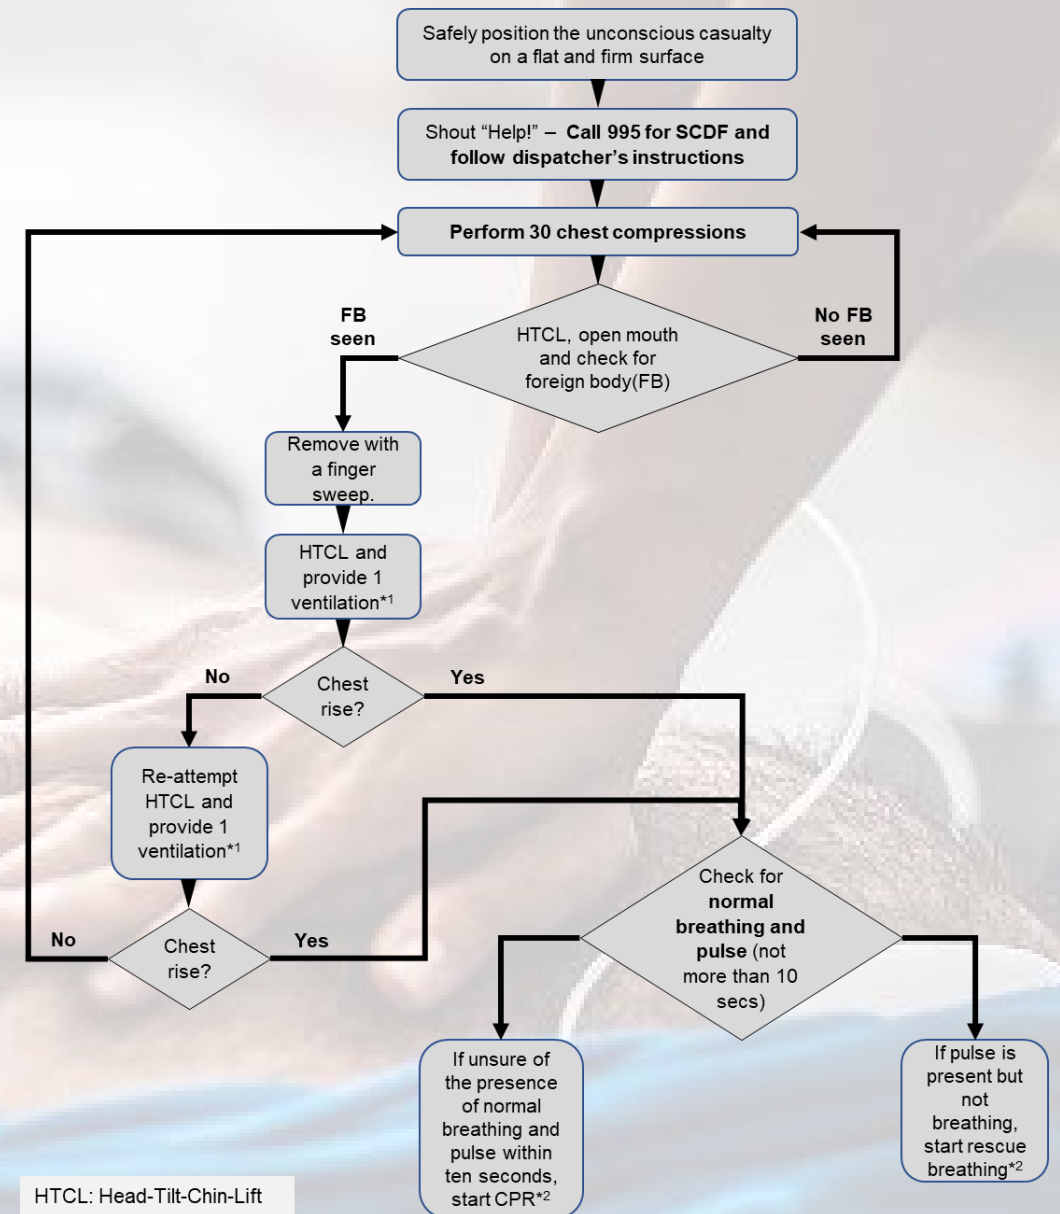 Safely position the unconscious casualty
on a flat and firm surface
Shout “Help!” – Call 995 for SCDF and
follow dispatcher’s instructions
Perform 30 chest compressions
HTCL, open mouth
and check for
foreign body(FB)
FB
seen
No FB
seen
Remove with
a finger
sweep.
HTCL and
provide 1
ventilation*1
Chest
rise?
No
Yes
Re-attempt
HTCL and
provide 1
ventilation*1
Chest
rise?
No
Yes
Check for
normal
breathing and
pulse (not
more than 10
secs)
If unsure of
the presence
of normal
breathing and
pulse within
ten seconds,
start CPR*2
If pulse is
present but
not
breathing,
start rescue
breathing*2
HTCL: Head-Tilt-Chin-Lift